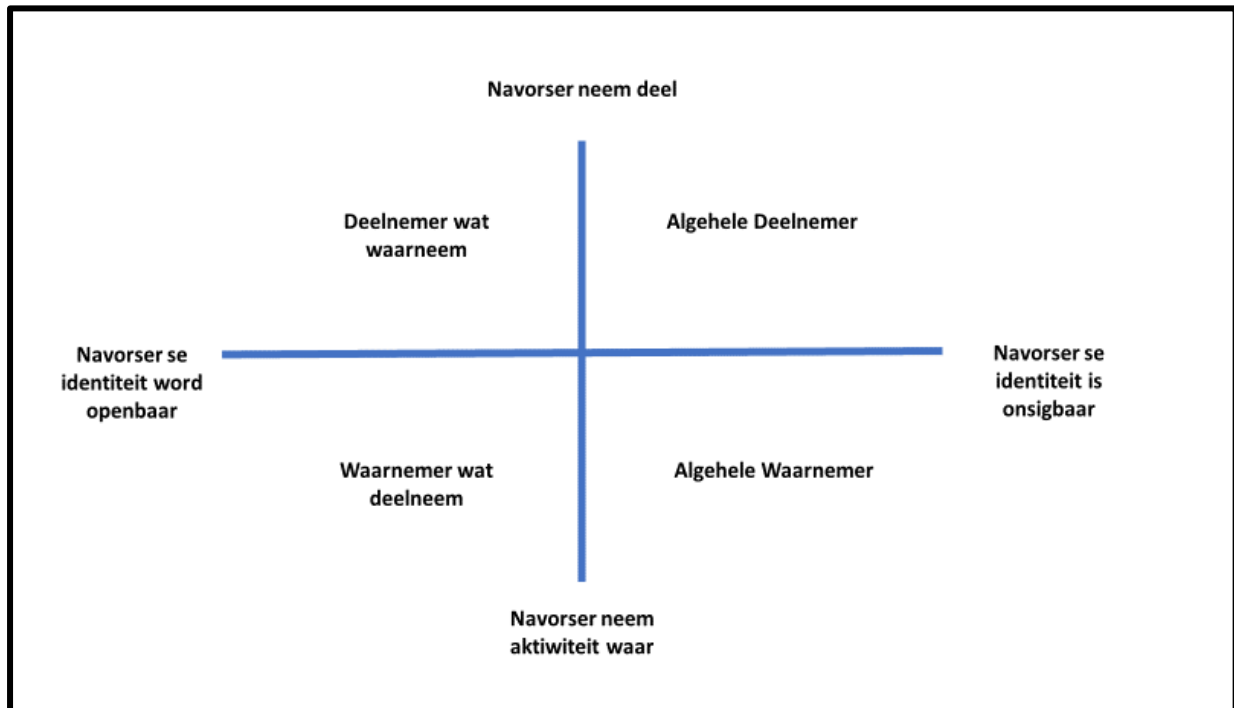 Navorser neem deel
Deelnemer wat
waarneem
Algehele Deelnemer
Navorser se
identiteit word
openbaar
Navorser se
identiteit is
onsigbaar
Waarnemer wat
deelneem
Algehele Waarnemer
Navorser neem
aktiwiteit waar